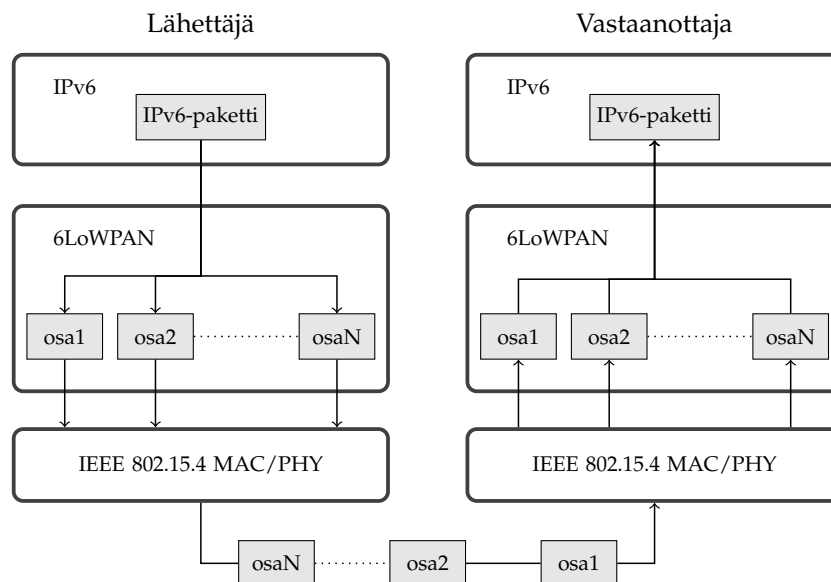 Lähettäjä
IPv6
IPv6-paketti
6LoWPAN
osa1
osa2
osaN
IEEE 802.15.4 MAC/PHY
Vastaanottaja
IPv6
IPv6-paketti
6LoWPAN
osa1
osa2
osaN
IEEE 802.15.4 MAC/PHY
osaN
osa2
osa1